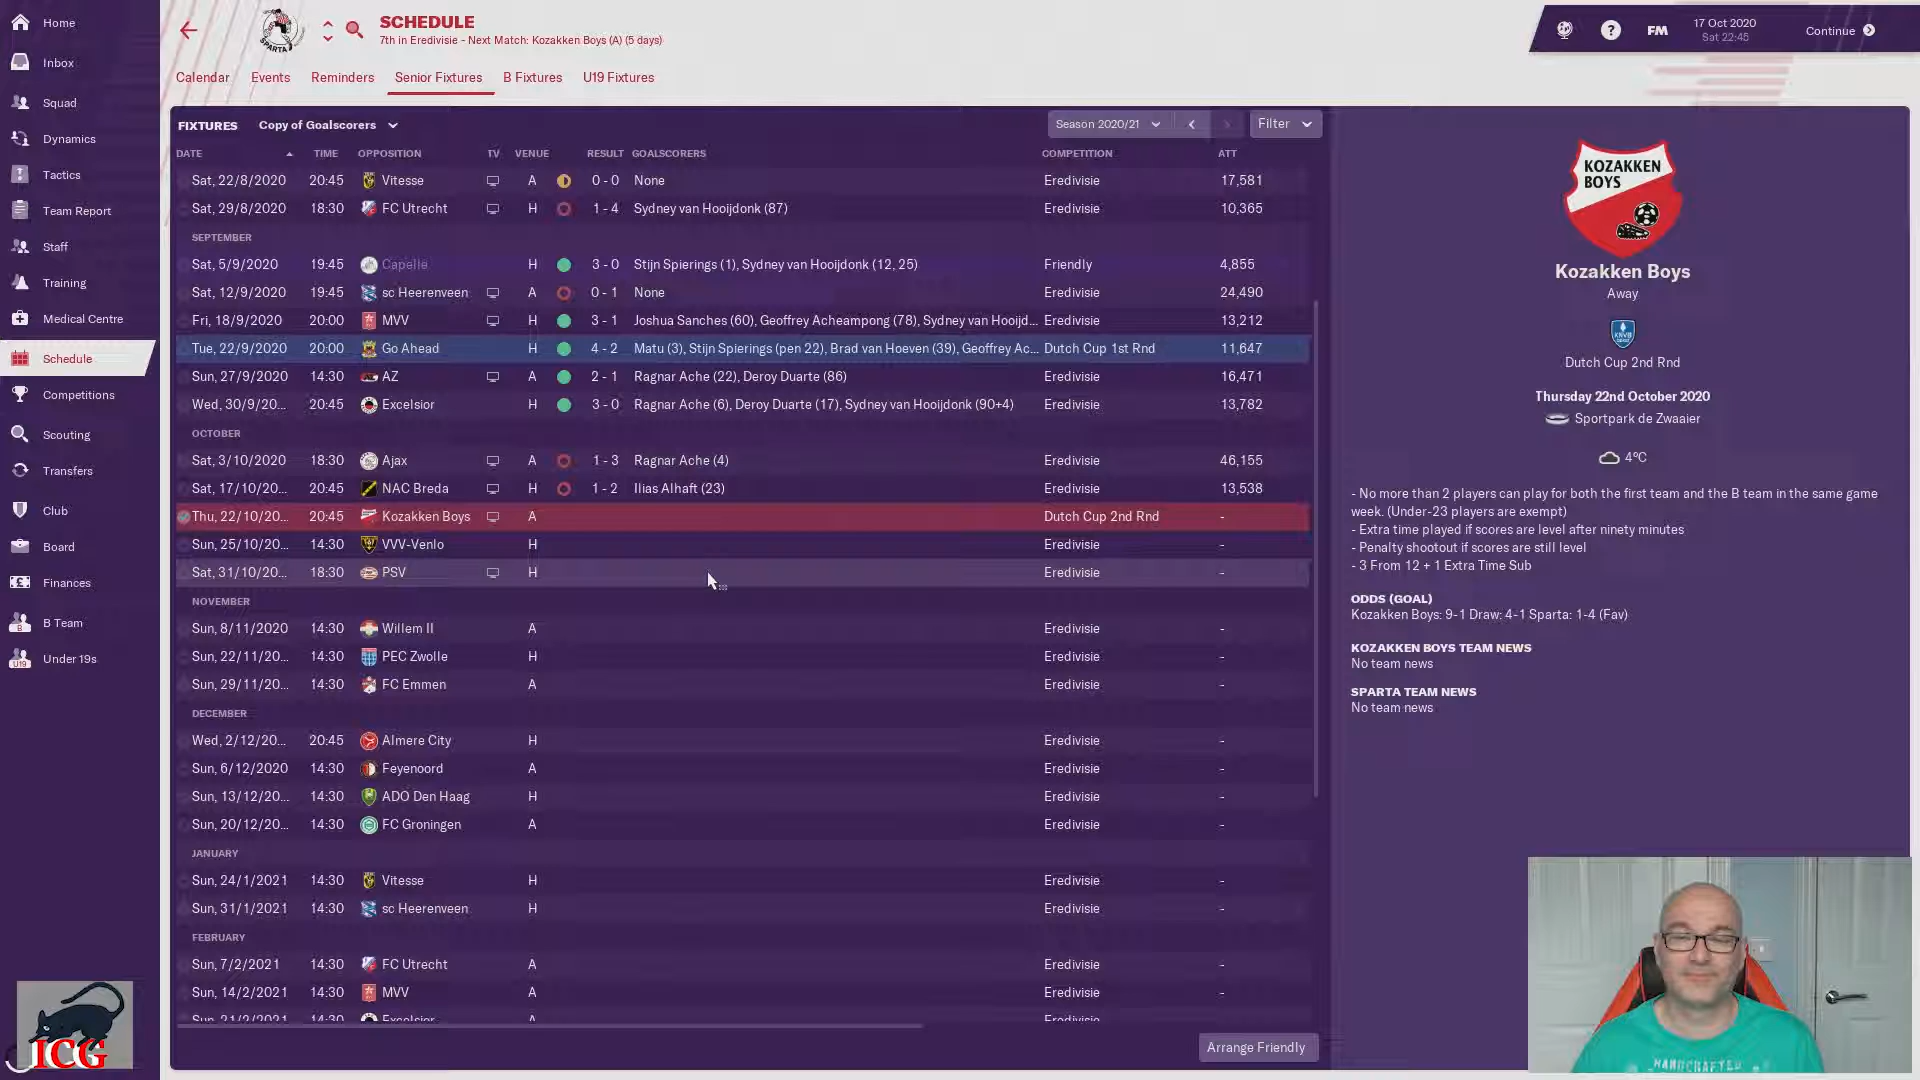 Home
Inbox
Squad
Dynamics
Tactics
Team Report
Staff
Training
Medical Centre
Schedule
Competitions
Scouting
Transfers
Club
Board
Finances
B Team
Under 19s
ICG
SPARTA
SCHEDULE
7th in Eredivisie - Next Match: Kozakken Boys (A) (5 days)
FM
17 Oct 2020
Sat 22:45
Continue
Calendar Events Reminders Senior Fixtures B Fixtures U19 Fixtures
FIXTURES Copy of Goalscorers Season 2020/21 Filter
DATE TIME OPPOSITION TV VENUE RESULT GOALSCORERS COMPETITION ATT
Sat, 22/8/2020 20:45 Vitesse A 0 - 0 None Eredivisie 17,581
Sat, 29/8/2020 18:30 FC Utrecht H 1 - 4 Sydney van Hooijdonk (87) Eredivisie 10,365
SEPTEMBER
Sat, 5/9/2020 19:45 Capelle H 3 - 0 Stijn Spierings (1), Sydney van Hooijdonk (12, 25) Friendly 4,855
Sat, 12/9/2020 19:45 sc Heerenveen A 0 - 1 None Eredivisie 24,490
Fri, 18/9/2020 20:00 MVV H 3 - 1 Joshua Sanches (60), Geoffrey Acheampong (78), Sydney van Hooijd... Eredivisie 13,212
Tue, 22/9/2020 20:00 Go Ahead H 4 - 2 Matu (3), Stijn Spierings (pen 22), Brad van Hoeven (39), Geoffrey Ac... Dutch Cup 1st Rnd 11,647
Sun, 27/9/2020 14:30 AZ A 2 - 1 Ragnar Ache (22), Deroy Duarte (86) Eredivisie 16,471
Wed, 30/9/20... 20:45 Excelsior H 3 - 0 Ragnar Ache (6), Deroy Duarte (17), Sydney van Hooijdonk (90+4) Eredivisie 13,782
OCTOBER
Sat, 3/10/2020 18:30 Ajax A 1 - 3 Ragnar Ache (4) Eredivisie 46,155
Sat, 17/10/20... 20:45 NAC Breda H 1 - 2 Ilias Alhaft (23) Eredivisie 13,538
Thu, 22/10/20... 20:45 Kozakken Boys A Dutch Cup 2nd Rnd -
Sun, 25/10/20... 14:30 VVV-Venlo H Eredivisie -
Sat, 31/10/20... 18:30 PSV H Eredivisie -
NOVEMBER
Sun, 8/11/2020 14:30 Willem II A Eredivisie -
Sun, 22/11/20... 14:30 PEC Zwolle H Eredivisie -
Sun, 29/11/20... 14:30 FC Emmen A Eredivisie -
DECEMBER
Wed, 2/12/20... 20:45 Almere City H Eredivisie -
Sun, 6/12/2020 14:30 Feyenoord A Eredivisie -
Sun, 13/12/20... 14:30 ADO Den Haag H Eredivisie -
Sun, 20/12/20... 14:30 FC Groningen A Eredivisie -
JANUARY
Sun, 24/1/2021 14:30 Vitesse H Eredivisie -
Sun, 31/1/2021 14:30 sc Heerenveen H Eredivisie -
FEBRUARY
Sun, 7/2/2021 14:30 FC Utrecht A Eredivisie -
Sun, 14/2/2021 14:30 MVV A Eredivisie -
Sun, 21/2/2021 14:30 Excelsior A Eredivisie
Arrange Friendly
KOZAKKEN
BOYS
Kozakken Boys
Away
KNVB
Dutch Cup 2nd Rnd
Thursday 22nd October 2020
Sportpark de Zwaaier
4ºC
- No more than 2 players can play for both the first team and the B team in the same game
week. (Under-23 players are exempt)
- Extra time played if scores are level after ninety minutes
- Penalty shootout if scores are still level
- 3 From 12 + 1 Extra Time Sub
ODDS (GOAL)
Kozakken Boys: 9-1 Draw: 4-1 Sparta: 1-4 (Fav)
KOZAKKEN BOYS TEAM NEWS
No team news
SPARTA TEAM NEWS
No team news
HANDCRAFTED